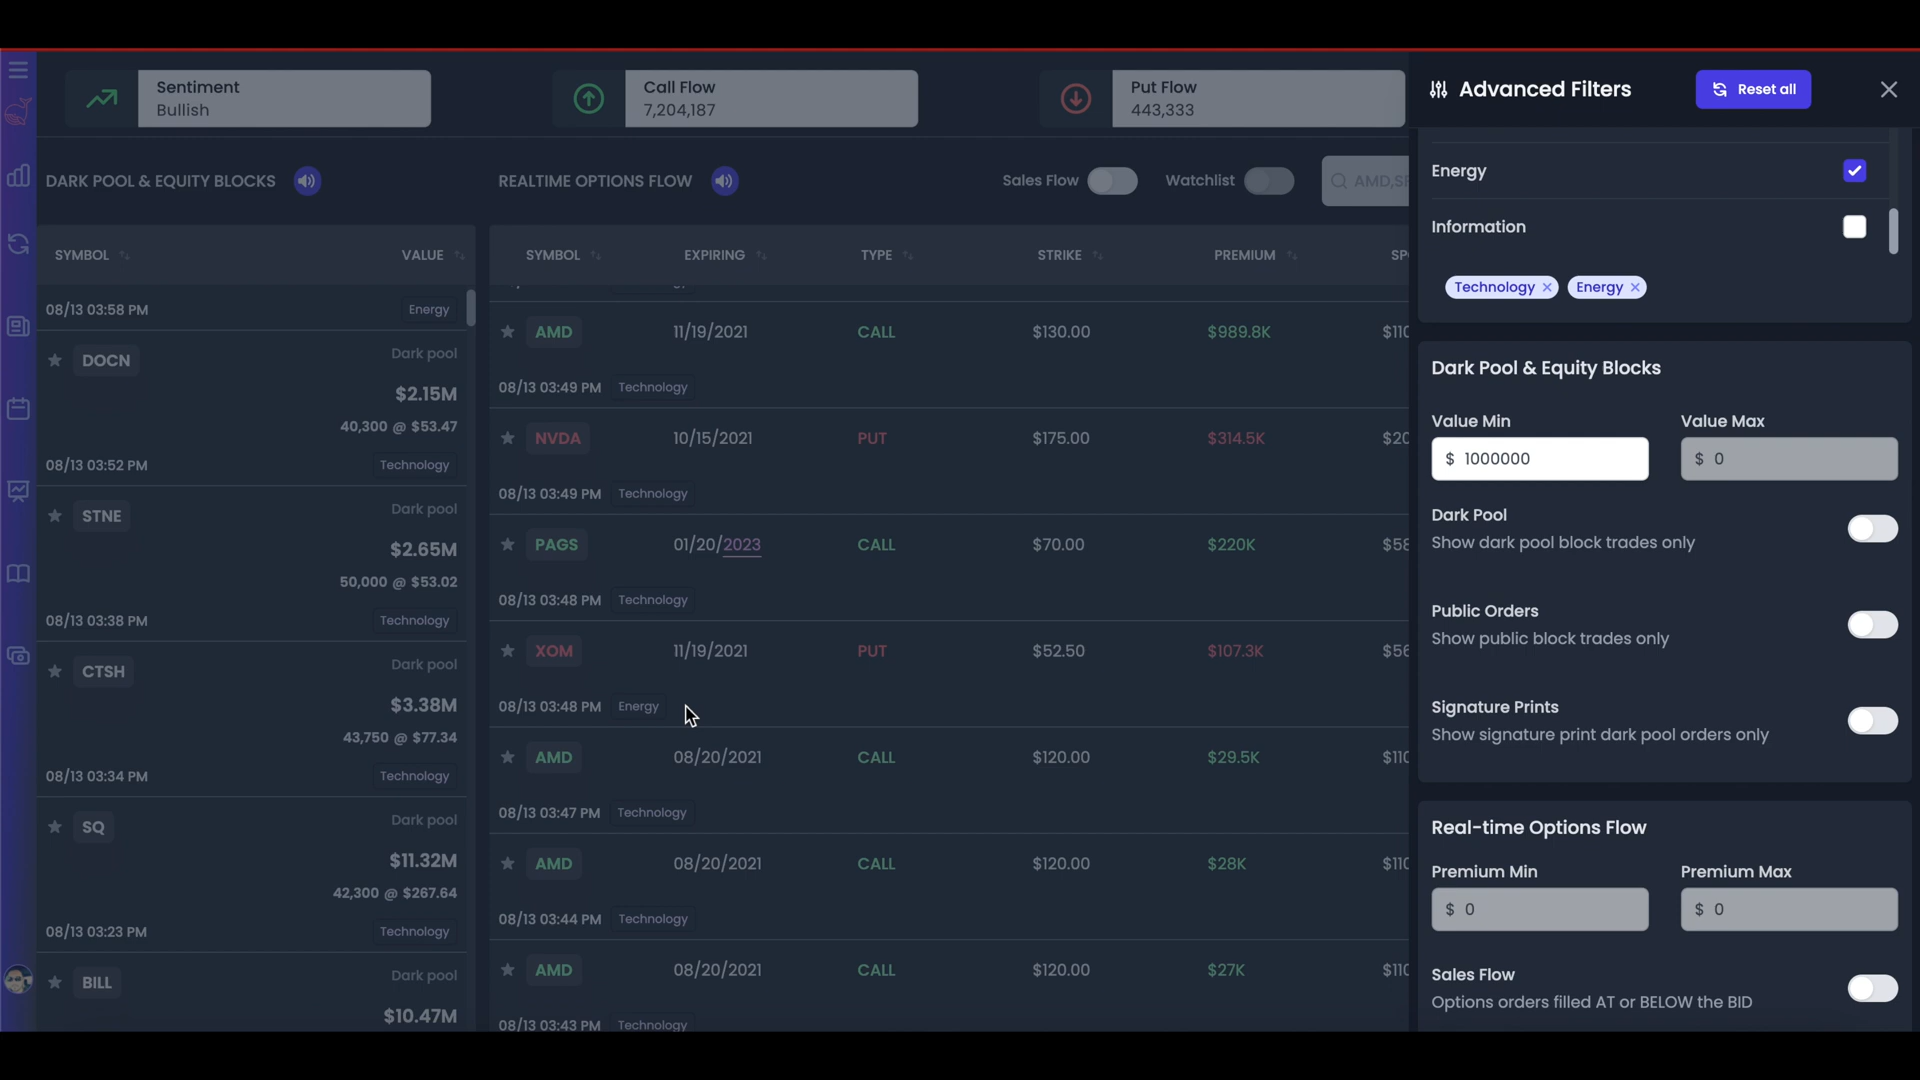 Sentiment
Bullish
Call Flow
7,204,187
Put Flow
443,333
Advanced Filters
Reset all
DARK POOL & EQUITY BLOCKS
REALTIME OPTIONS FLOW
Sales Flow
Watchlist
AMD,SP
SYMBOL
VALUE
08/13 03:58 PM
Energy
DOCN
Dark pool
$2.15M
40,300 @ $53.47
08/13 03:52 PM
Technology
STNE
Dark pool
$2.65M
50,000 @ $53.02
08/13 03:38 PM
Technology
CTSH
Dark pool
$3.38M
43,750 @ $77.34
08/13 03:34 PM
Technology
SQ
Dark pool
$11.32M
42,300 @ $267.64
08/13 03:23 PM
Technology
BILL
Dark pool
$10.47M
SYMBOL EXPIRING TYPE STRIKE PREMIUM SPO
AMD 11/19/2021 CALL $130.00 $989.8K $110
08/13 03:49 PM Technology
NVDA 10/15/2021 PUT $175.00 $314.5K $20
08/13 03:49 PM Technology
PAGS 01/20/2023 CALL $70.00 $220K $58
08/13 03:48 PM Technology
XOM 11/19/2021 PUT $52.50 $107.3K $56
08/13 03:48 PM Energy
AMD 08/20/2021 CALL $120.00 $29.5K $110
08/13 03:47 PM Technology
AMD 08/20/2021 CALL $120.00 $28K $110
08/13 03:44 PM Technology
AMD 08/20/2021 CALL $120.00 $27K $110
08/13 03:43 PM Technology
Energy
Information
Technology × Energy ×
Dark Pool & Equity Blocks
Value Min
Value Max
$ 1000000
$ 0
Dark Pool
Show dark pool block trades only
Public Orders
Show public block trades only
Signature Prints
Show signature print dark pool orders only
Real-time Options Flow
Premium Min
Premium Max
$ 0
$ 0
Sales Flow
Options orders filled AT or BELOW the BID